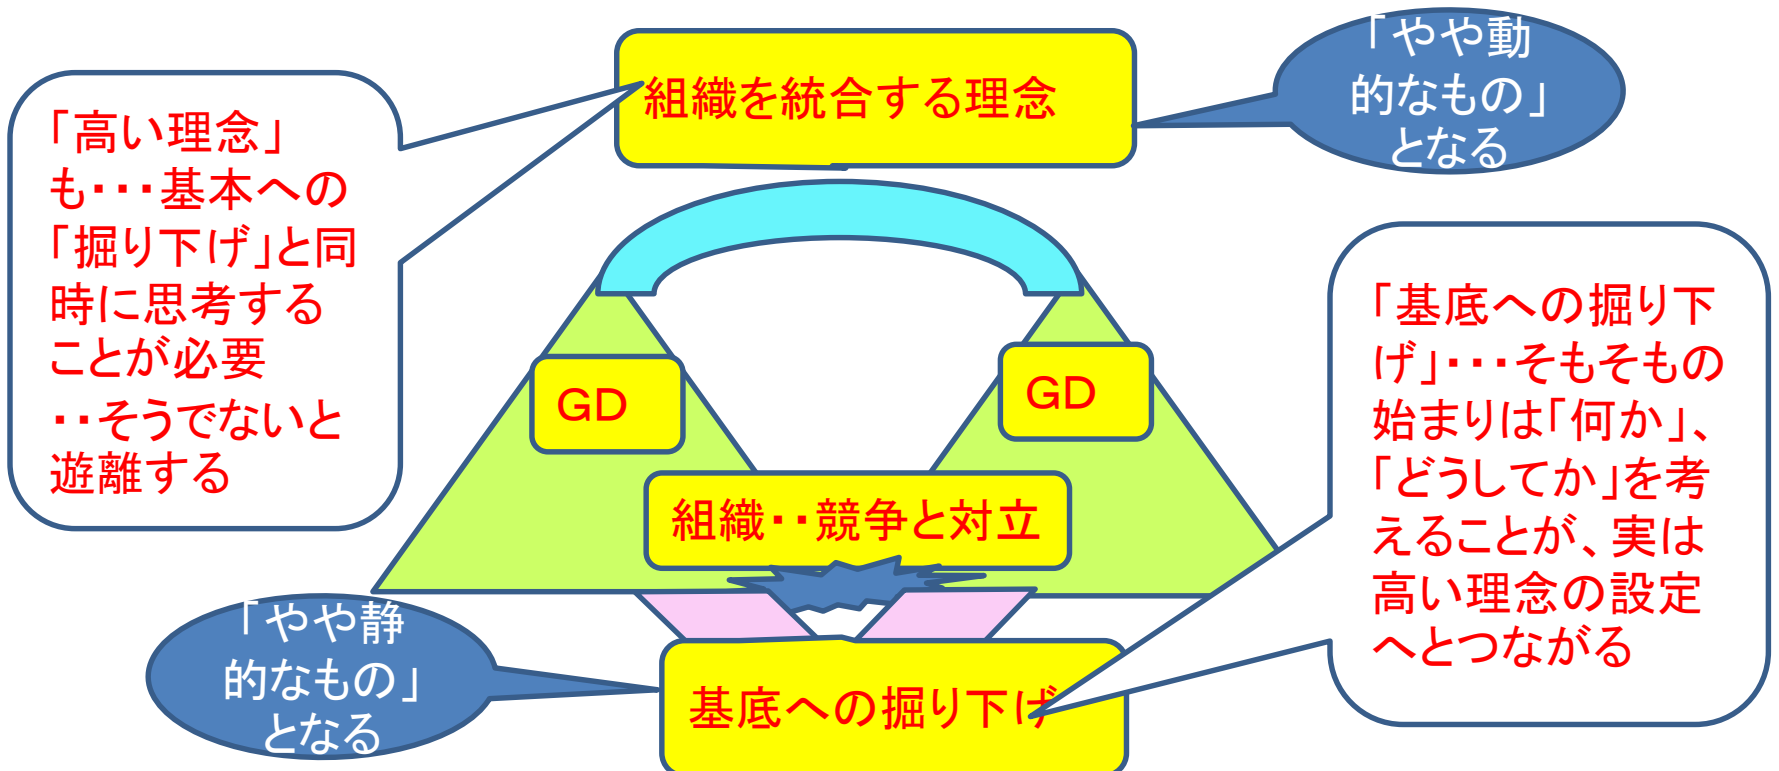 組織を統合する理念
「やや動
的なもの」
となる
「高い理念」
も・・・基本への
「掘り下げ」と同
時に思考する
ことが必要
・・そうでないと
遊離する
GD
GD
組織・・競争と対立
「基底への掘り下
げ」・・・そもそもの
始まりは「何か」、
「どうしてか」を考
えることが、実は
高い理念の設定
へとつながる
「やや静
的なもの」
となる
基底への掘り下げ